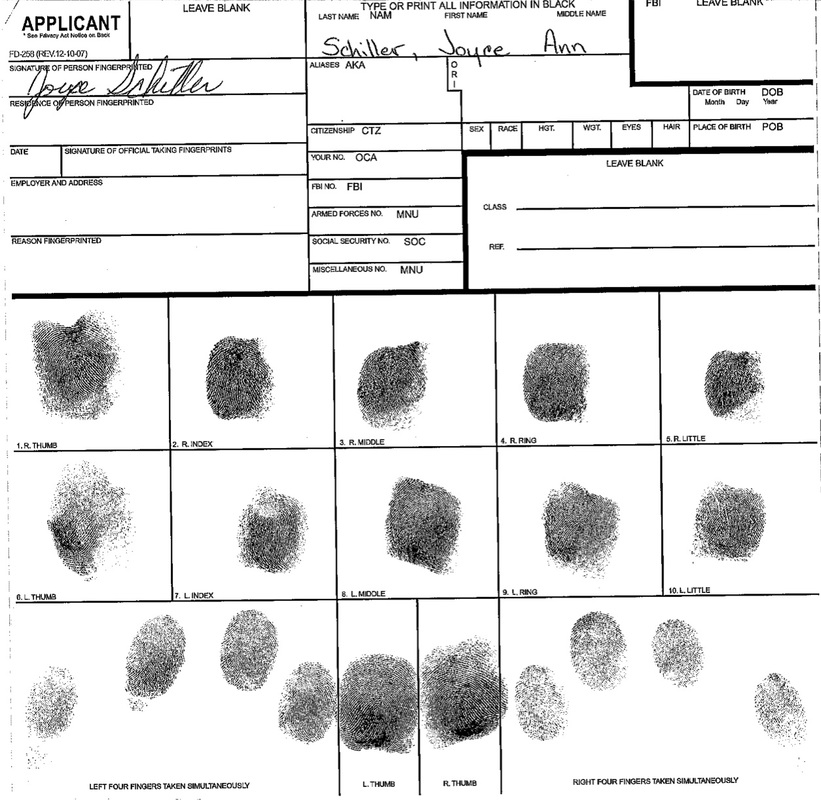 APPLICANT
* See Privacy Act Notice on Back
FD-258 (REV.12-10-07)
LEAVE BLANK
TYPE OR PRINT ALL INFORMATION IN BLACK
LAST NAME NAM FIRST NAME MIDDLE NAME
Schiller, Joyce Ann
FBI LEAVE BLANK
SIGNATURE OF PERSON FINGERPRINTED
Joyce Schiller
RESIDENCE OF PERSON FINGERPRINTED
ALIASES AKA
O
R
I
DATE OF BIRTH DOB
Month Day Year
CITIZENSHIP CTZ
SEX RACE HGT. WGT. EYES HAIR PLACE OF BIRTH POB
DATE SIGNATURE OF OFFICIAL TAKING FINGERPRINTS
YOUR NO. OCA
LEAVE BLANK
EMPLOYER AND ADDRESS
FBI NO. FBI
CLASS
ARMED FORCES NO. MNU
REASON FINGERPRINTED
SOCIAL SECURITY NO. SOC
REF.
MISCELLANEOUS NO. MNU
1. R. THUMB 2. R. INDEX 3. R. MIDDLE 4. R. RING 5. R. LITTLE
6. L. THUMB 7. L. INDEX 8. L. MIDDLE 9. L. RING 10. L. LITTLE
LEFT FOUR FINGERS TAKEN SIMULTANEOUSLY L. THUMB R. THUMB RIGHT FOUR FINGERS TAKEN SIMULTANEOUSLY